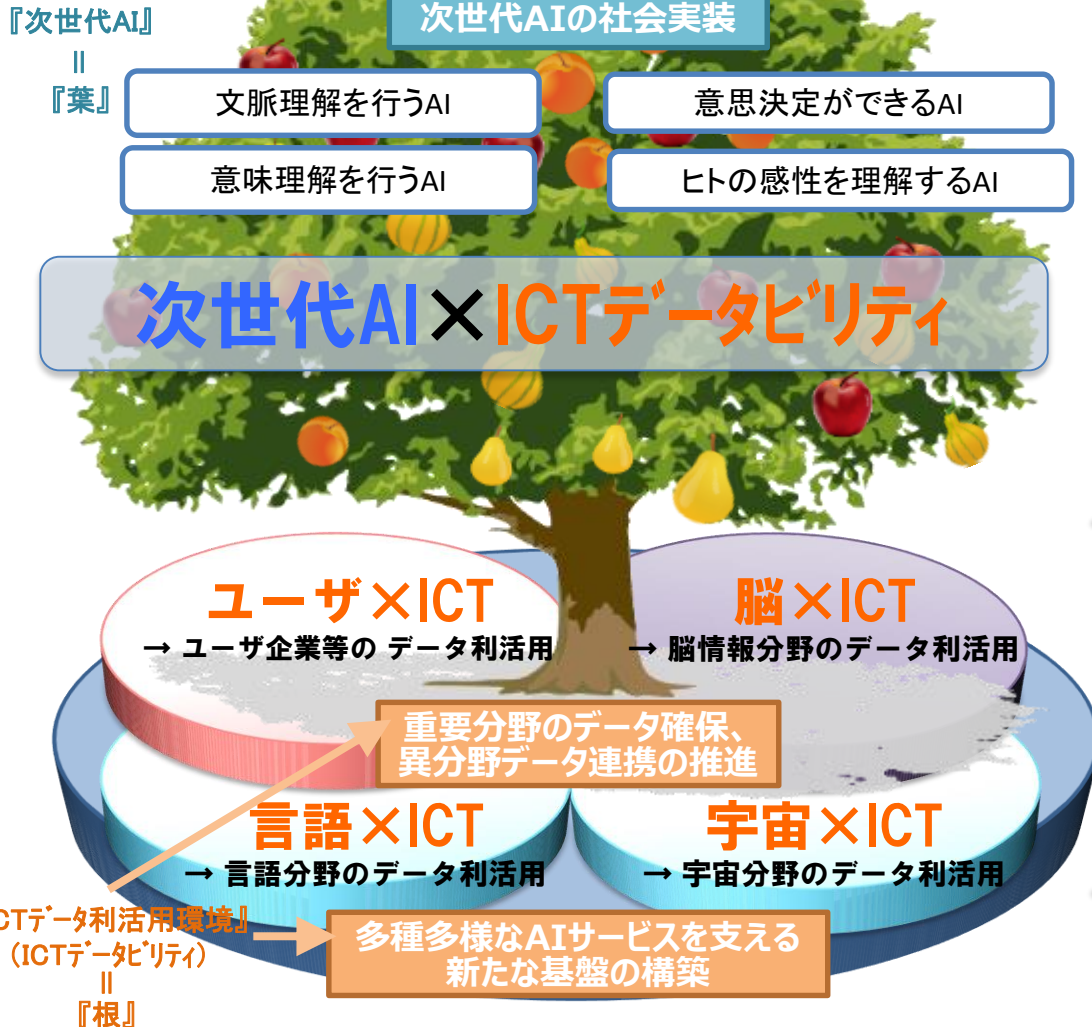 『次世代AI』
||
『葉』
次世代AIの社会実装
文脈理解を行うAI
意思決定ができるAI
意味理解を行うAI
ヒトの感性を理解するAI
次世代AI×ICTデータビリティ
ユーザ×ICT
→ ユーザ企業等の データ利活用
脳×ICT
→ 脳情報分野のデータ利活用
重要分野のデータ確保、
異分野データ連携の推進
言語×ICT
→ 言語分野のデータ利活用
宇宙×ICT
→ 宇宙分野のデータ利活用
CTデータ利活用環境』
(ICTデータビリティ)
||
『根』
多種多様なAIサービスを支える
新たな基盤の構築